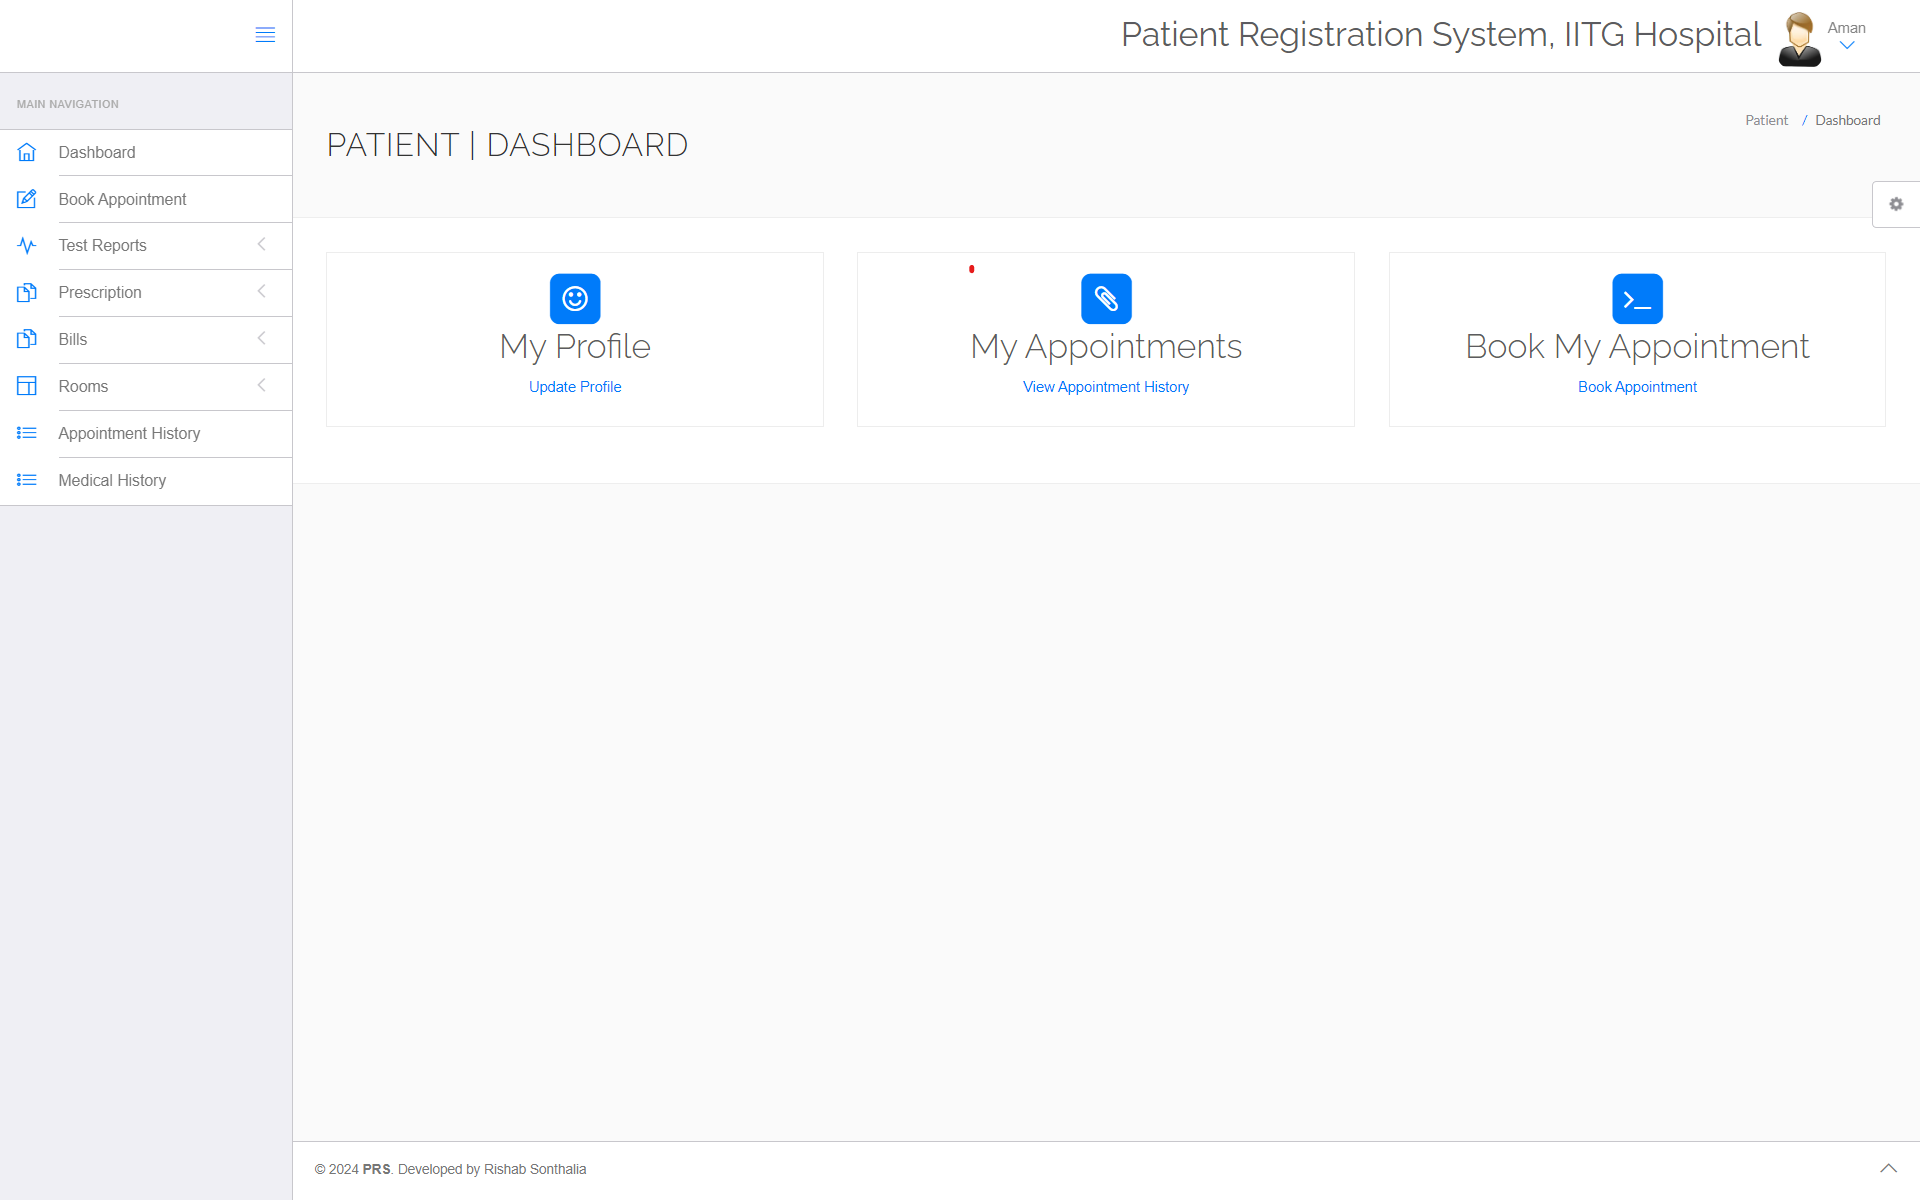 Patient Registration System, IITG Hospital
Aman
MAIN NAVIGATION
Dashboard
Book Appointment
Test Reports
Prescription
Bills
Rooms
Appointment History
Medical History
PATIENT | DASHBOARD
Patient / Dashboard
My Profile
Update Profile
My Appointments
View Appointment History
Book My Appointment
Book Appointment
© 2024 PRS. Developed by Rishab Sonthalia